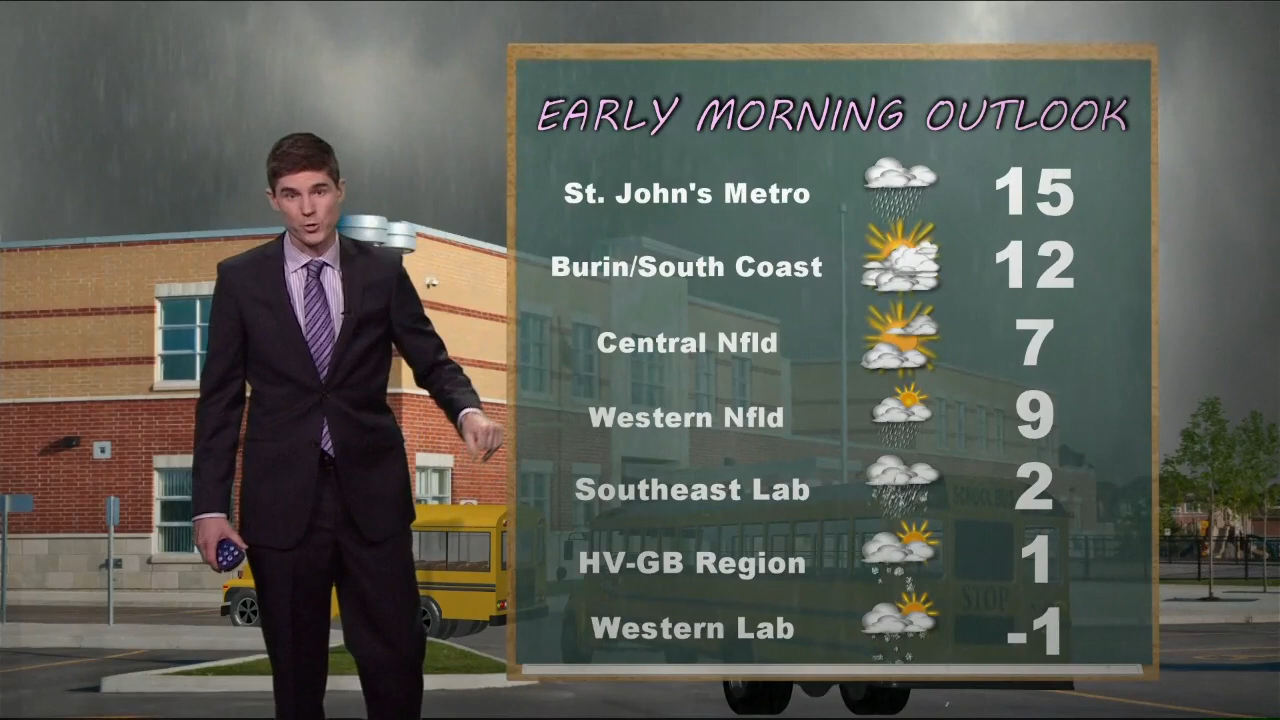 EARLY MORNING OUTLOOK
St. John's Metro 15
Burin/South Coast 12
Central Nfld 7
Western Nfld 9
Southeast Lab 2
HV-GB Region 1
Western Lab -1
STOP